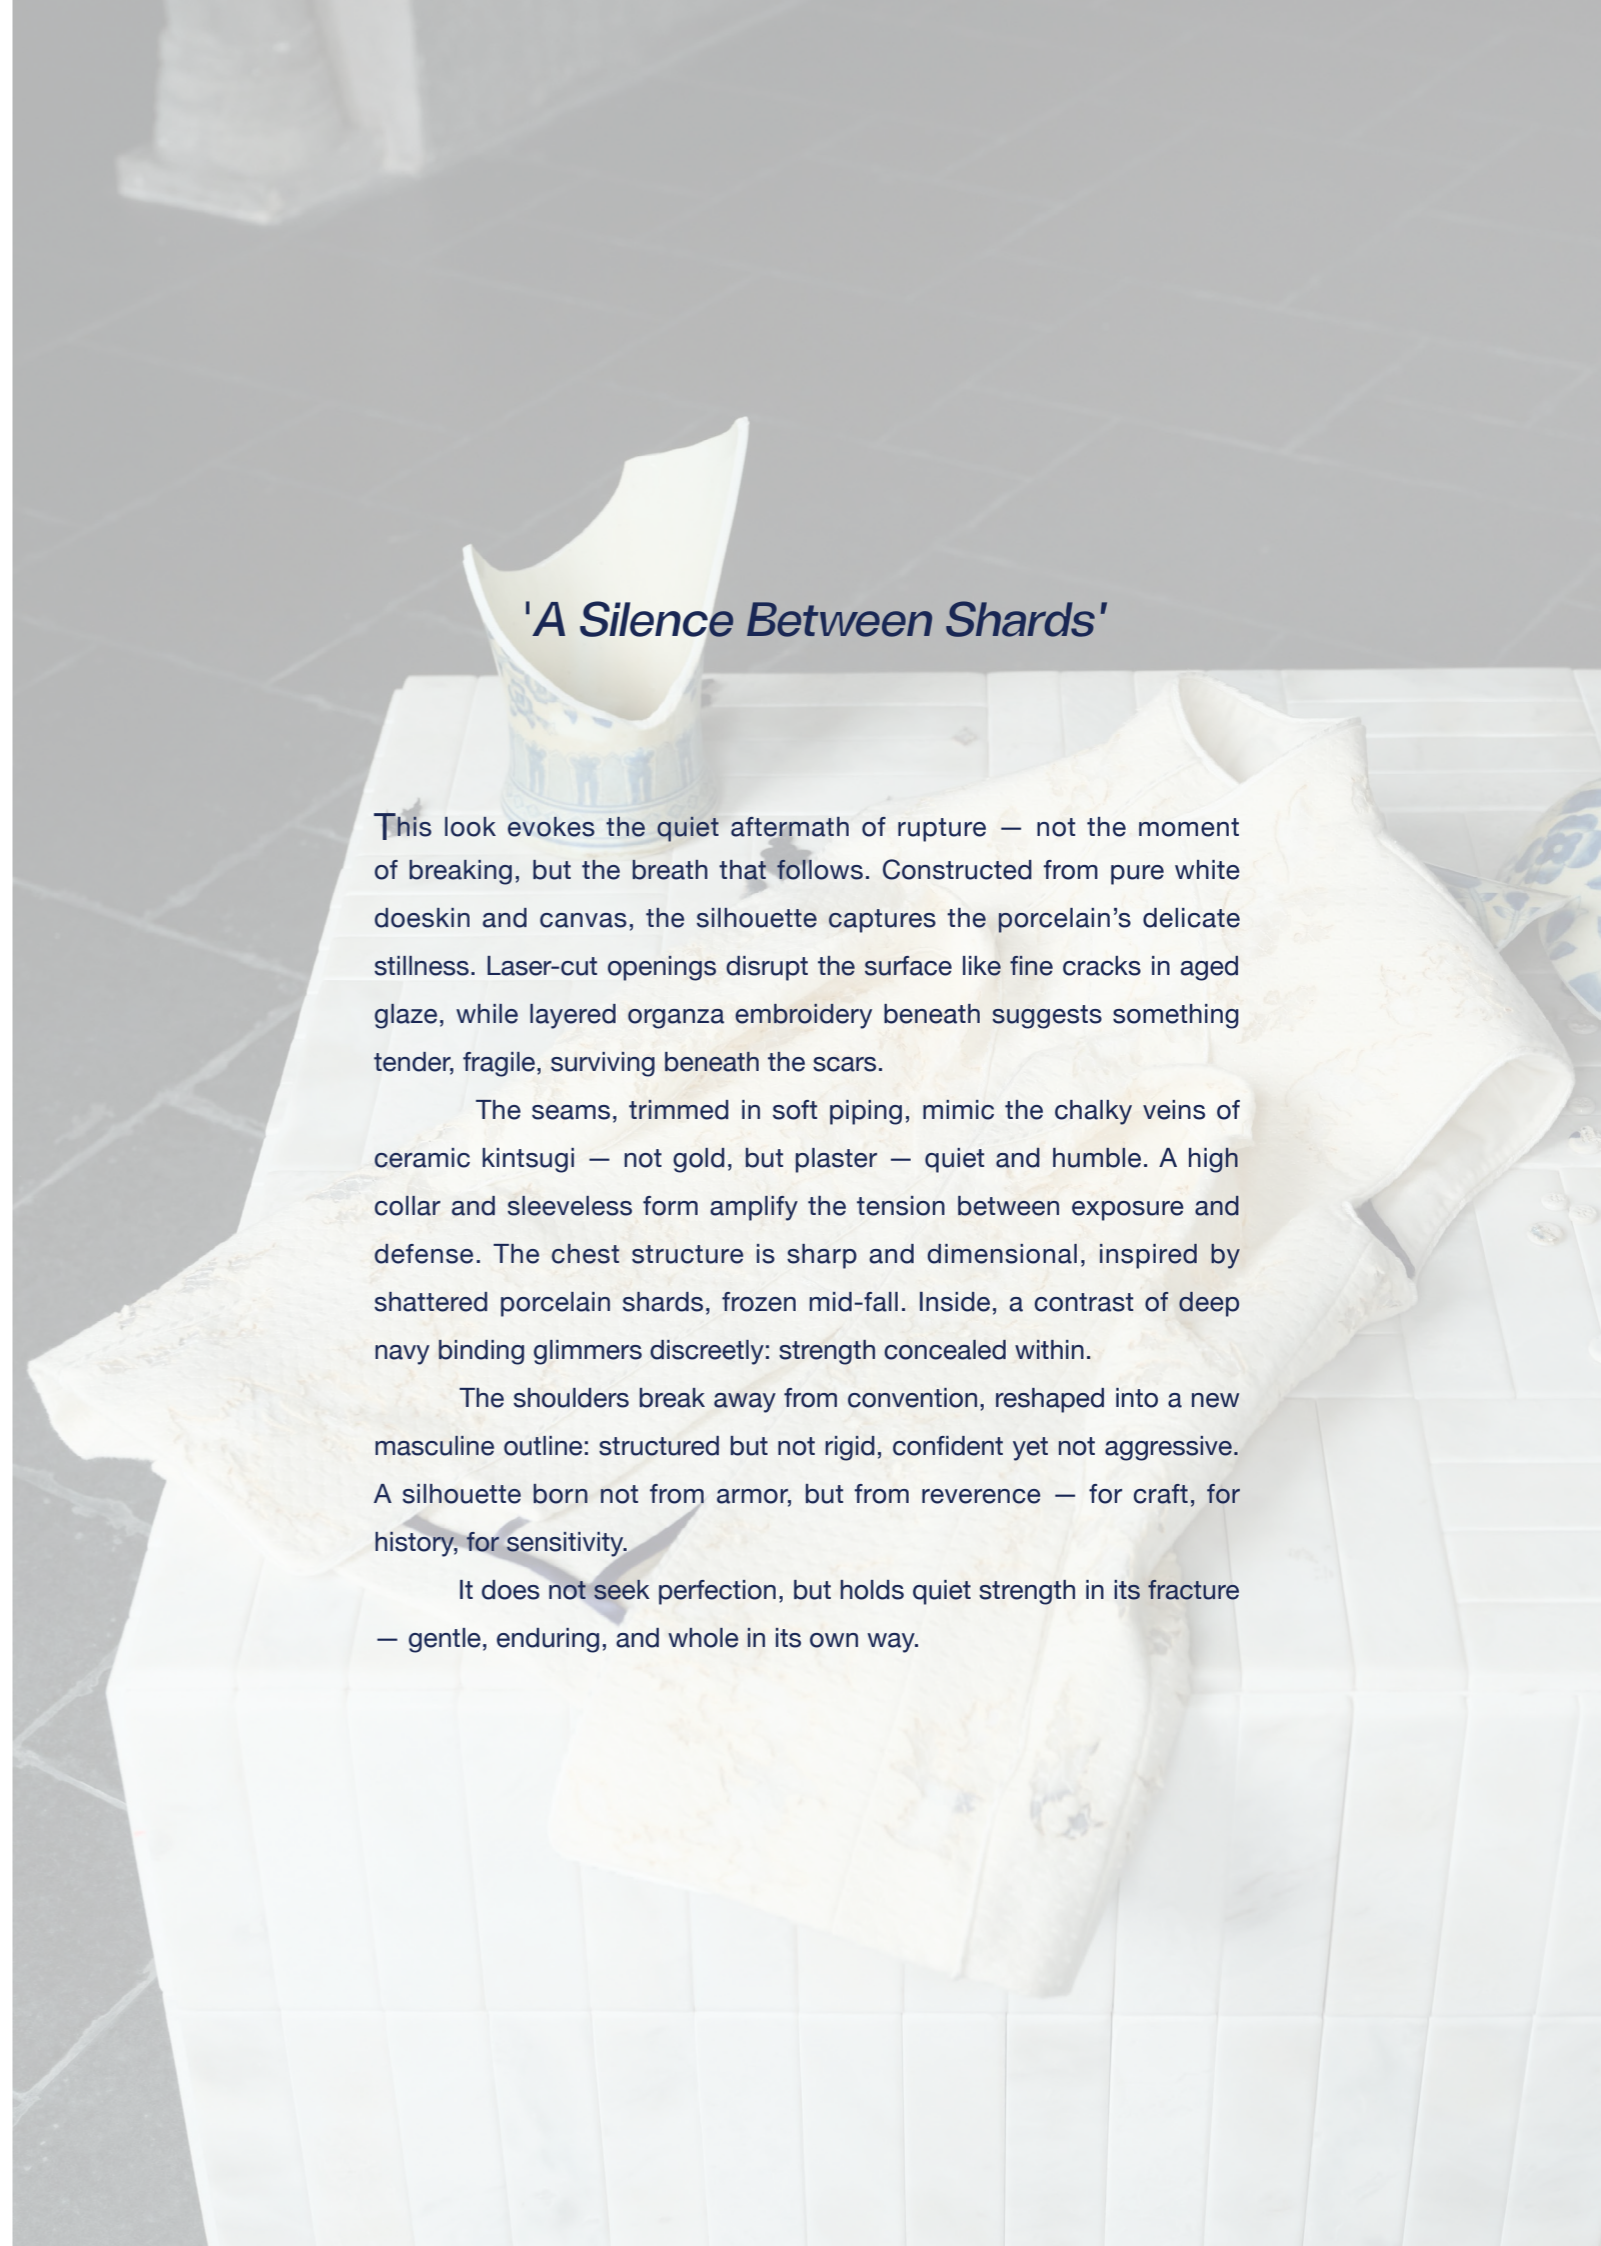 'A Silence Between Shards'
This look evokes the quiet aftermath of rupture — not the moment
of breaking, but the breath that follows. Constructed from pure white
doeskin and canvas, the silhouette captures the porcelain’s delicate
stillness. Laser-cut openings disrupt the surface like fine cracks in aged
glaze, while layered organza embroidery beneath suggests something
tender, fragile, surviving beneath the scars.
The seams, trimmed in soft piping, mimic the chalky veins of
ceramic kintsugi — not gold, but plaster — quiet and humble. A high
collar and sleeveless form amplify the tension between exposure and
defense. The chest structure is sharp and dimensional, inspired by
shattered porcelain shards, frozen mid-fall. Inside, a contrast of deep
navy binding glimmers discreetly: strength concealed within.
The shoulders break away from convention, reshaped into a new
masculine outline: structured but not rigid, confident yet not aggressive.
A silhouette born not from armor, but from reverence — for craft, for
history, for sensitivity.
It does not seek perfection, but holds quiet strength in its fracture
— gentle, enduring, and whole in its own way.